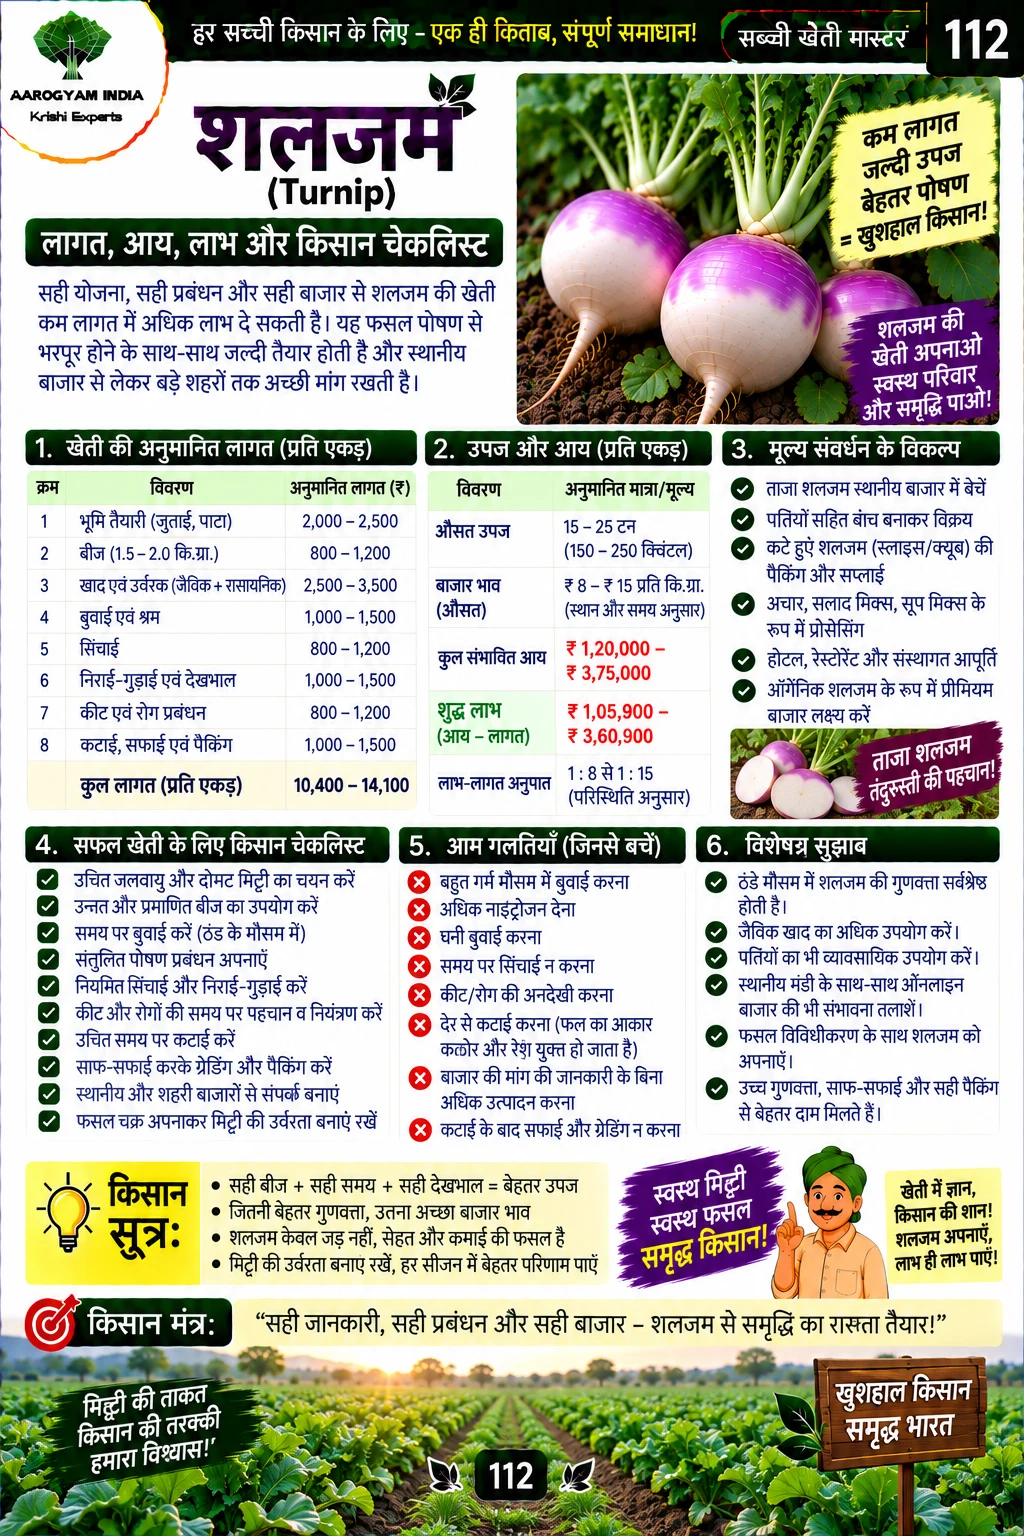 AAROGYAM INDIA
Krishi Experts
हर सच्ची किसान के लिए – एक ही किताब, संपूर्ण समाधान!
सब्जी खेती मास्टर
112
शलजम
(Turnip)
लागत, आय, लाभ और किसान चेकलिस्ट
सही योजना, सही प्रबंधन और सही बाजार से शलजम की खेती
कम लागत में अधिक लाभ दे सकती है। यह फसल पोषण से
भरपूर होने के साथ-साथ जल्दी तैयार होती है और स्थानीय
बाजार से लेकर बड़े शहरों तक अच्छी मांग रखती है।
कम लागत
जल्दी उपज
बेहतर पोषण
= खुशहाल किसान!
शलजम की
खेती अपनाओ
स्वस्थ परिवार
और समृद्धि पाओ!
1. खेती की अनुमानित लागत (प्रति एकड़)
क्रम विवरण अनुमानित लागत (₹)
1 भूमि तैयारी (जुताई, पाटा) 2,000 – 2,500
2 बीज (1.5 – 2.0 कि.ग्रा.) 800 – 1,200
3 खाद एवं उर्वरक (जैविक + रासायनिक) 2,500 – 3,500
4 बुवाई एवं श्रम 1,000 – 1,500
5 सिंचाई 800 – 1,200
6 निराई-गुड़ाई एवं देखभाल 1,000 – 1,500
7 कीट एवं रोग प्रबंधन 800 – 1,200
8 कटाई, सफाई एवं पैकिंग 1,000 – 1,500
कुल लागत (प्रति एकड़) 10,400 – 14,100
2. उपज और आय (प्रति एकड़)
विवरण अनुमानित मात्रा/मूल्य
औसत उपज 15 – 25 टन
(150 – 250 क्विंटल)
बाजार भाव ₹ 8 – ₹ 15 प्रति कि.ग्रा.
(औसत) (स्थान और समय अनुसार)
कुल संभावित आय ₹ 1,20,000 –
₹ 3,75,000
शुद्ध लाभ ₹ 1,05,900 –
(आय – लागत) ₹ 3,60,900
लाभ-लागत अनुपात 1 : 8 से 1 : 15
(परिस्थिति अनुसार)
3. मूल्य संवर्धन के विकल्प
ताजा शलजम स्थानीय बाजार में बेचें
पतियों सहित बांच बनाकर विक्रय
कटे हुऐ शलजम (स्लाइस/क्यूब) की
पैकिंग और सप्लाई
अचार, सलाद मिक्स, सूप मिक्स के
रूप में प्रोसेसिंग
होटल, रेस्टोरेंट और संस्थागत आपूर्ति
ऑर्गेनिक शलजम के रूप में प्रीमियम
बाजार लक्ष्य करें
ताजा शलजम
तंदुरुस्ती की पहचान!
4. सफल खेती के लिए किसान चेकलिस्ट
उचित जलवायु और दोमट मिट्टी का चयन करें
उन्नत और प्रमाणित बीज का उपयोग करें
समय पर बुवाई करें (ठंड के मौसम में)
संतुलित पोषण प्रबंधन अपनाएँ
नियमित सिंचाई और निराई-गुड़ाई करें
कीट और रोगों की समय पर पहचान व नियंत्रण करें
उचित समय पर कटाई करें
साफ-सफाई करके ग्रेडिंग और पैकिंग करें
स्थानीय और शहरी बाजारों से संपर्क बनाएं
फसल चक्र अपनाकर मिट्टी की उर्वरता बनाएं रखें
5. आम गलतियाँ (जिनसे बचें)
बहुत गर्म मौसम में बुवाई करना
अधिक नाइट्रोजन देना
घनी बुवाई करना
समय पर सिंचाई न करना
कीट/रोग की अनदेखी करना
देर से कटाई करना (फल का आकार
कठोर और रेशे युक्त हो जाता है)
बाजार की मांग की जानकारी के बिना
अधिक उत्पादन करना
कटाई के बाद सफाई और ग्रेडिंग न करना
6. सुझाब
ठंडे मौसम में शलजम की गुणवत्ता सर्वश्रेष्ठ
होती है।
जैविक खाद का अधिक उपयोग करें।
पतियों का भी व्यावसायिक उपयोग करें।
स्थानीय मंडी के साथ-साथ ऑनलाइन
बाजार की भी संभावना तलाशें।
फसल विविधीकरण के साथ शलजम को
अपनाएँ।
उच्च गुणवत्ता, साफ-सफाई और सही पैकिंग
से बेहतर दाम मिलते हैं।
किसान
सूत्र:
• सही बीज + सही समय + सही देखभाल = बेहतर उपज
• जितनी बेहतर गुणवत्ता, उतना अच्छा बाजार भाव
• शलजम केवल जड़ नहीं, सेहत और कमाई की फसल है
• मिट्टी की उर्वरता बनाएं रखें, हर सीजन में बेहतर परिणाम पाएँ
स्वस्थ मिट्टी
स्वस्थ फसल
समृद्ध किसान!
खेती में ज्ञान,
किसान की शान!
शलजम अपनाएँ,
लाभ ही लाभ पाएँ!
किसान मंत्र:
“सही जानकारी, सही प्रबंधन और सही बाजार – शलजम से समृद्धि का रास्ता तैयार!”
मिट्टी की ताकत
किसान की तरक्की
हमारा विश्वास!'
खुशहाल किसान
समृद्ध भारत
112